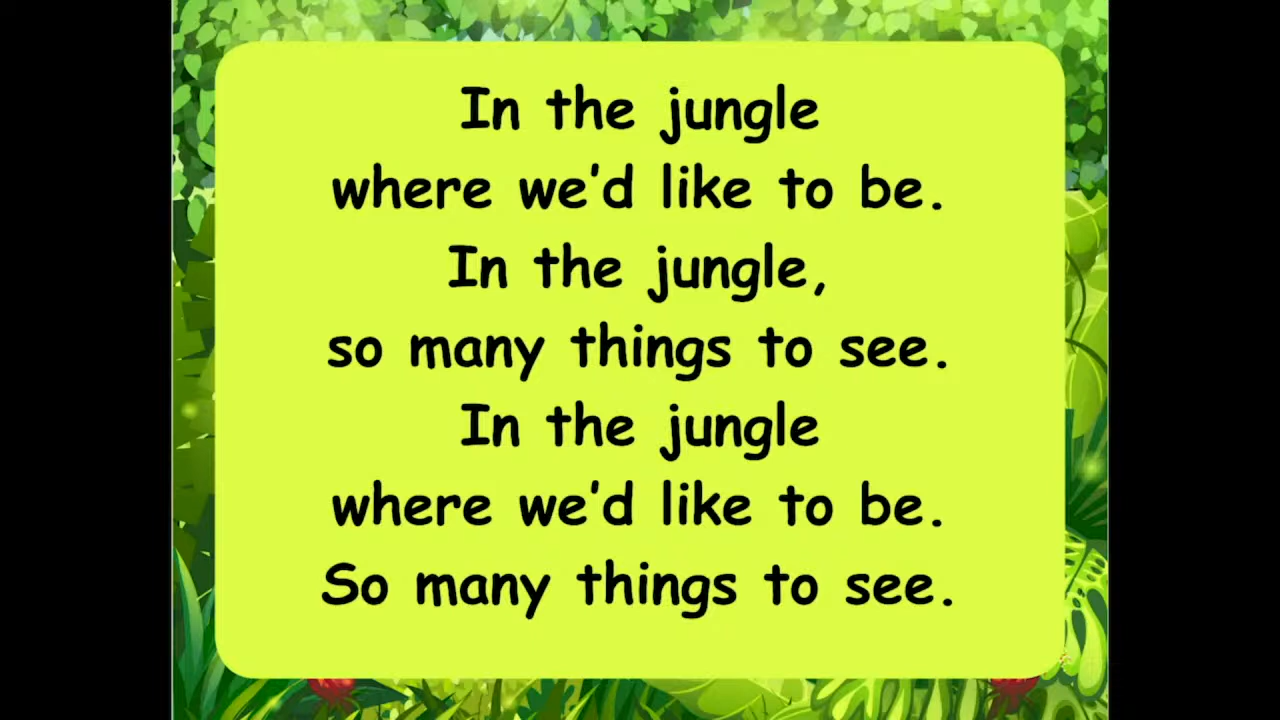 In the jungle
where we'd like to be.
In the jungle,
so many things to see.
In the jungle
where we'd like to be.
So many things to see.